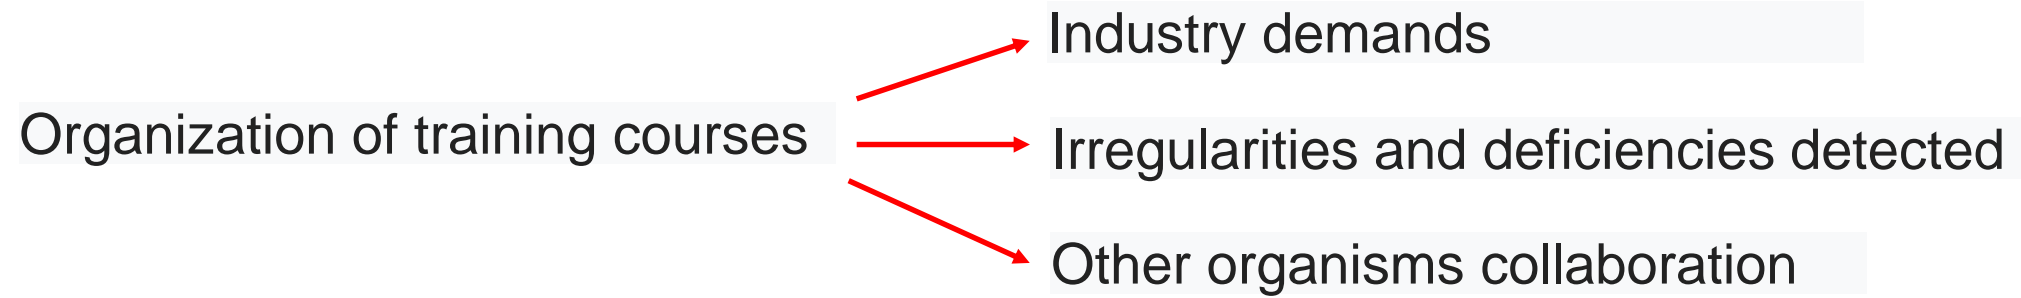 Industry demands
Organization of training courses
Irregularities and deficiencies detected
Other organisms collaboration